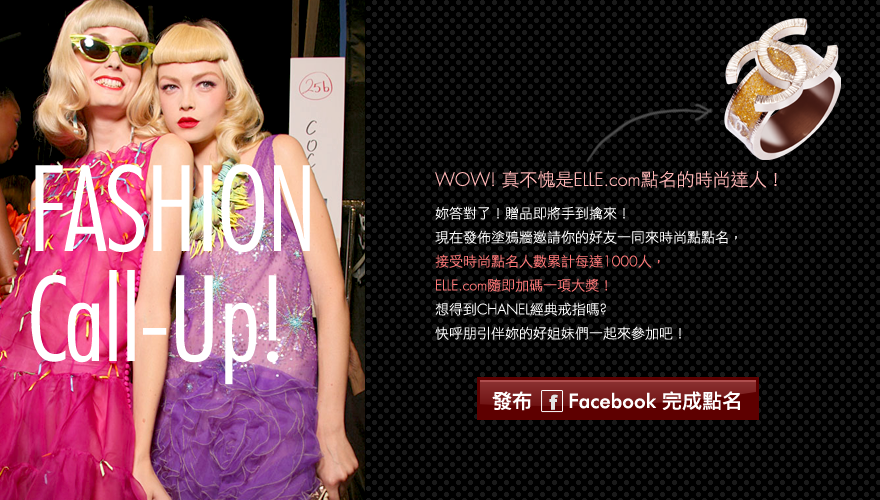 256
COC
FASHION
Call-Up!
WOW! 真不愧是ELLE.com點名的時尚達人！
妳答對了！贈品即將手到擒來！
現在發佈塗鴉牆邀請你的好友一同來時尚點點名，
接受時尚點名人數累計每達1000人，
ELLE.com隨即加碼一項大獎！
想得到CHANEL經典戒指嗎?
快呼朋引伴妳的好姐妹們一起來參加吧！
發布 f Facebook 完成點名